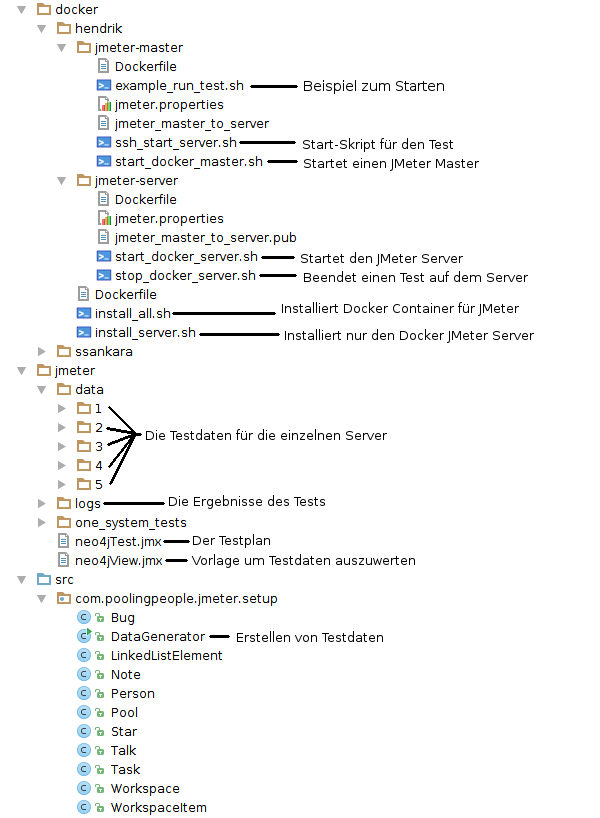 docker
hendrik
jmeter-master
Dockerfile
example_run_test.sh Beispiel zum Starten
jmeter.properties
jmeter_master_to_server
ssh_start_server.sh Start-Skript für den Test
start_docker_master.sh Startet einen JMeter Master
jmeter-server
Dockerfile
jmeter.properties
jmeter_master_to_server.pub
start_docker_server.sh Startet den JMeter Server
stop_docker_server.sh Beendet einen Test auf dem Server
Dockerfile
install_all.sh Installiert Docker Container für JMeter
install_server.sh Installiert nur den Docker JMeter Server
ssankara
jmeter
data
1
2
Die Testdaten für die einzelnen Server
3
4
5
logs Die Ergebnisse des Tests
one_system_tests
neo4jTest.jmx Der Testplan
neo4jView.jmx Vorlage um Testdaten auszuwerten
src
com.poolingpeople.jmeter.setup
C Bug
C DataGenerator Erstellen von Testdaten
C LinkedListElement
C Note
C Person
C Pool
C Star
C Talk
C Task
C Workspace
C WorkspaceItem